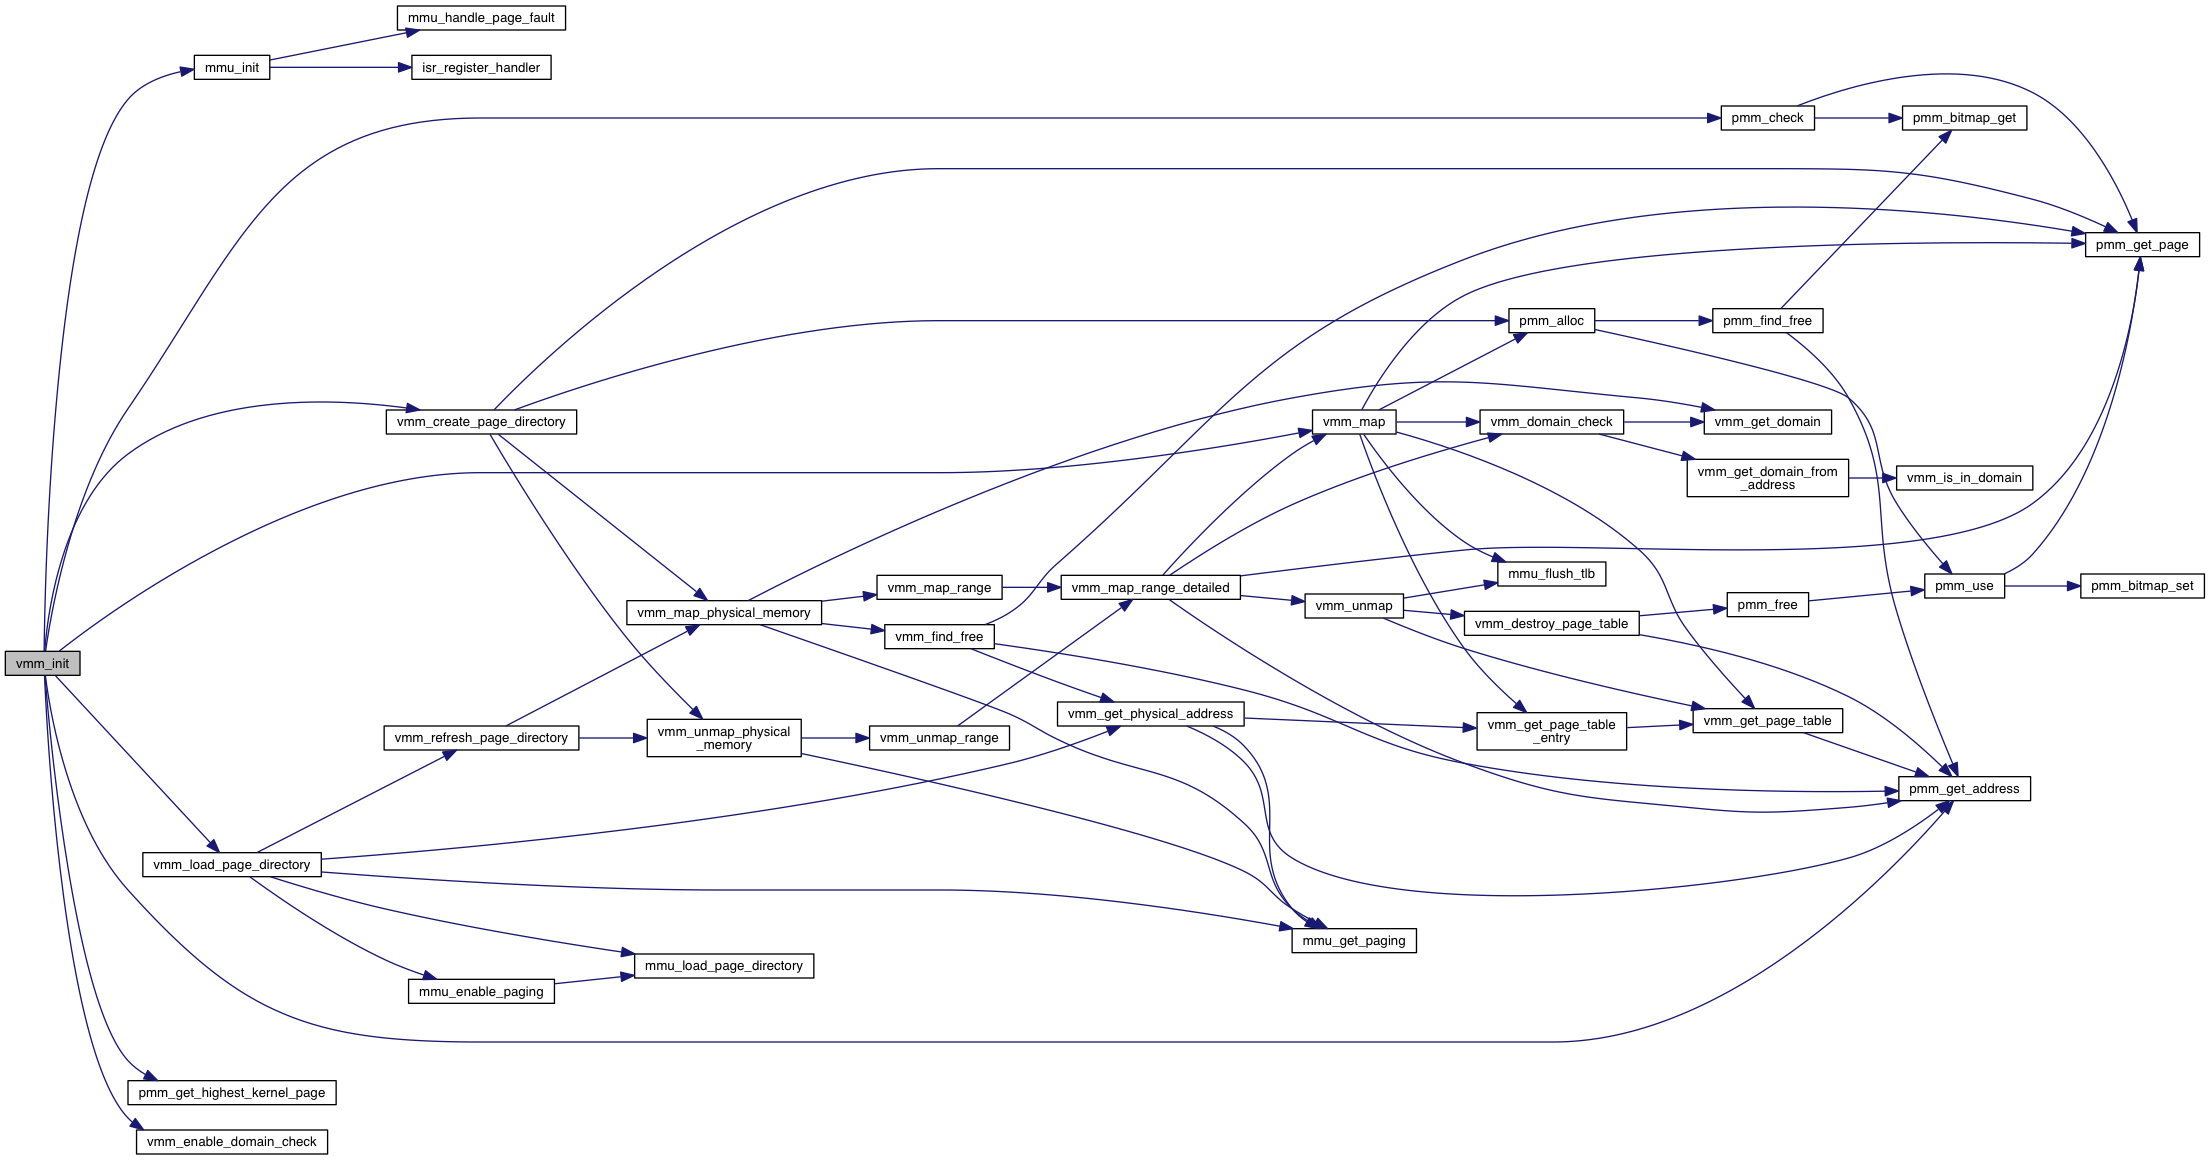 mmu_handle_page_fault
mmu_init
isr_register_handler
pmm_check
pmm_bitmap_get
pmm_get_page
pmm_alloc
pmm_find_free
vmm_create_page_directory
vmm_map
vmm_domain_check
vmm_get_domain
vmm_get_domain_from
_address
vmm_is_in_domain
mmu_flush_tlb
pmm_use
pmm_bitmap_set
vmm_map_range
vmm_map_range_detailed
vmm_unmap
pmm_free
vmm_map_physical_memory
vmm_destroy_page_table
vmm_find_free
vmm_init
vmm_get_physical_address
vmm_get_page_table
_entry
vmm_get_page_table
vmm_refresh_page_directory
vmm_unmap_physical
_memory
vmm_unmap_range
pmm_get_address
vmm_load_page_directory
mmu_get_paging
mmu_load_page_directory
mmu_enable_paging
pmm_get_highest_kernel_page
vmm_enable_domain_check